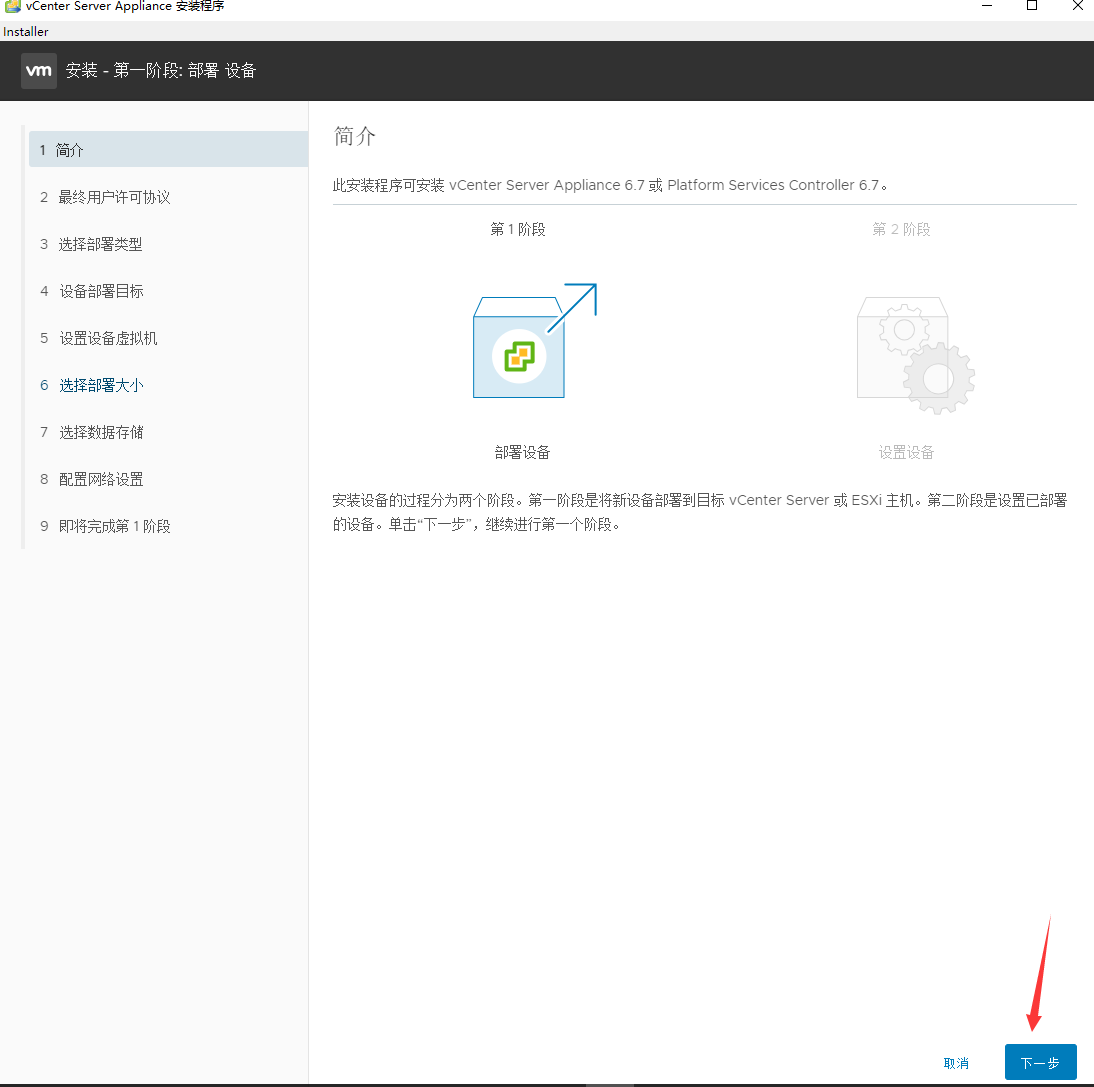 vCenter Server Appliance 安装程序
Installer
vm 安装 - 第一阶段: 部署 设备
1 简介
2 最终用户许可协议
3 选择部署类型
4 设备部署目标
5 设置设备虚拟机
6 选择部署大小
7 选择数据存储
8 配置网络设置
9 即将完成第 1 阶段
简介
此安装程序可安装 vCenter Server Appliance 6.7 或 Platform Services Controller 6.7。
第 1 阶段
第 2 阶段
部署设备
设置设备
安装设备的过程分为两个阶段。第一阶段是将新设备部署到目标 vCenter Server 或 ESXi 主机。第二阶段是设置已部署
的设备。单击“下一步”，继续进行第一个阶段。
取消
下一步